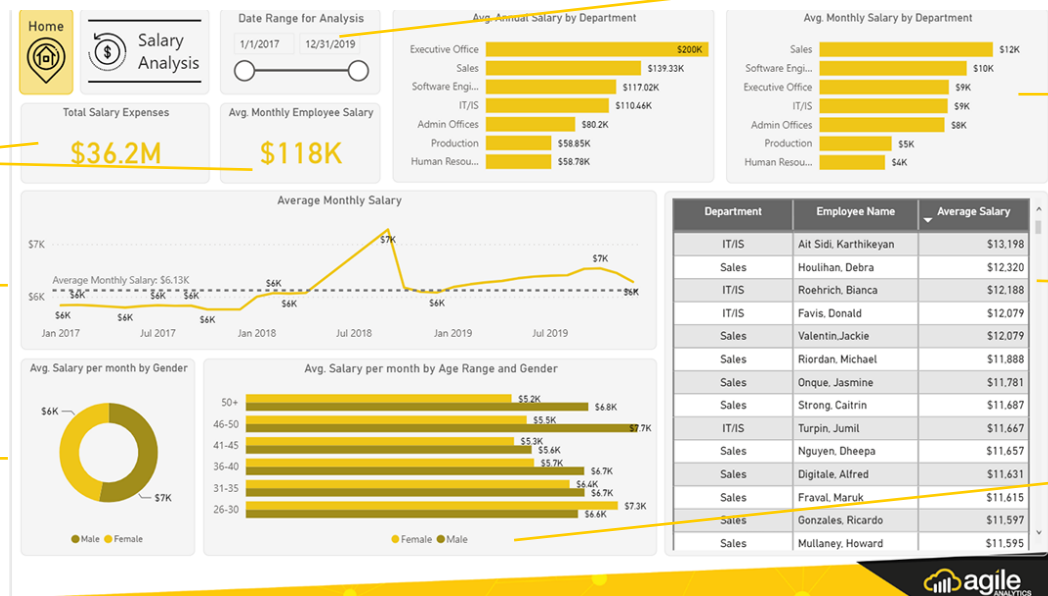 Home
Salary
Analysis
Date Range for Analysis
1/1/2017 12/31/2019
Total Salary Expenses
$36.2M
Avg. Monthly Employee Salary
$118K
Avg. Annual Salary by Department
Executive Office $200K
Sales $139.33K
Software Engi... $117.02K
IT/IS $110.46K
Admin Offices $80.2K
Production $58.85K
Human Resou... $58.78K
Avg. Monthly Salary by Department
Sales $12K
Software Engi... $10K
Executive Office $9K
IT/IS $9K
Admin Offices $8K
Production $5K
Human Resou... $4K
Average Monthly Salary
$7K
$6K
Average Monthly Salary: $6.13K
$6K $6K $6K $6K $7K $7K
$6K $6K $6K $6K $6K $6K
Jan 2017 Jul 2017 Jan 2018 Jul 2018 Jan 2019 Jul 2019
Avg. Salary per month by Gender
$6K
$7K
Male Female
Avg. Salary per month by Age Range and Gender
50+ $5.2K $6.8K
46-50 $5.5K $7.7K
41-45 $5.3K $5.6K
36-40 $5.7K $6.7K
31-35 $6.4K $6.7K
26-30 $7.3K $6.6K
Female Male
Department Employee Name Average Salary
IT/IS Ait Sidi, Karthikeyan $13,198
Sales Houlihan, Debra $12,320
IT/IS Roehrich, Bianca $12,188
IT/IS Favis, Donald $12,079
Sales Valentin,Jackie $12,079
Sales Riordan, Michael $11,888
Sales Onque, Jasmine $11,781
Sales Strong, Caitrin $11,687
IT/IS Turpin, Jumil $11,667
Sales Nguyen, Dheepa $11,657
Sales Digitale, Alfred $11,631
Sales Fraval, Maruk $11,615
Sales Gonzales, Ricardo $11,597
Sales Mullaney, Howard $11,595
agile
ANALYTICS